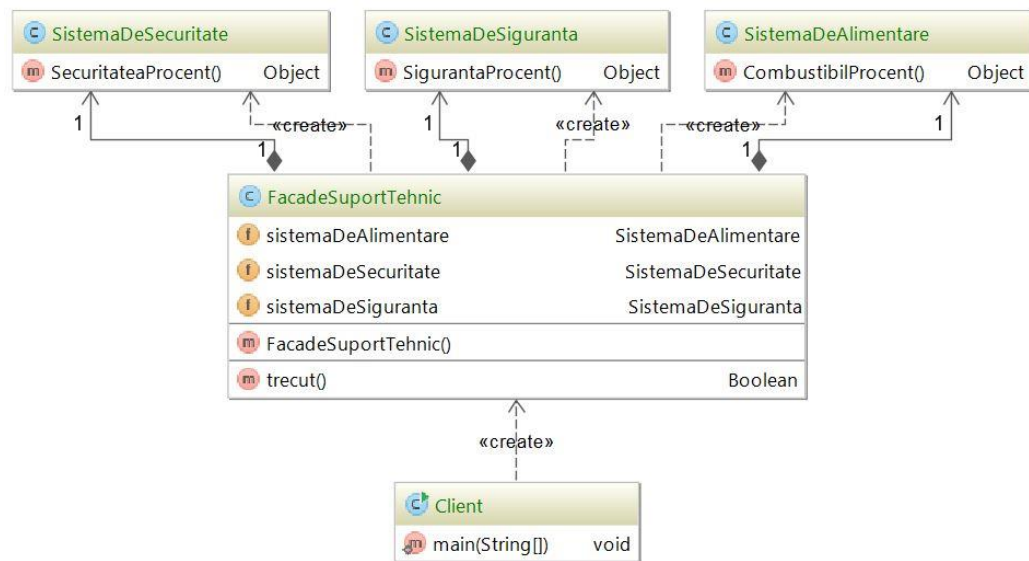 C SistemaDeSecuritate
m SecuritateaProcent() Object
C SistemaDeSiguranta
m SigurantaProcent() Object
C SistemaDeAlimentare
m CombustibilProcent() Object
1 «create» 1
1 «create» 1
«create» 1 1
C FacadeSuportTehnic
f sistemaDeAlimentare SistemaDeAlimentare
f sistemaDeSecuritate SistemaDeSecuritate
f sistemaDeSiguranta SistemaDeSiguranta
m FacadeSuportTehnic()
m trecut() Boolean
«create»
C Client
m main(String[]) void